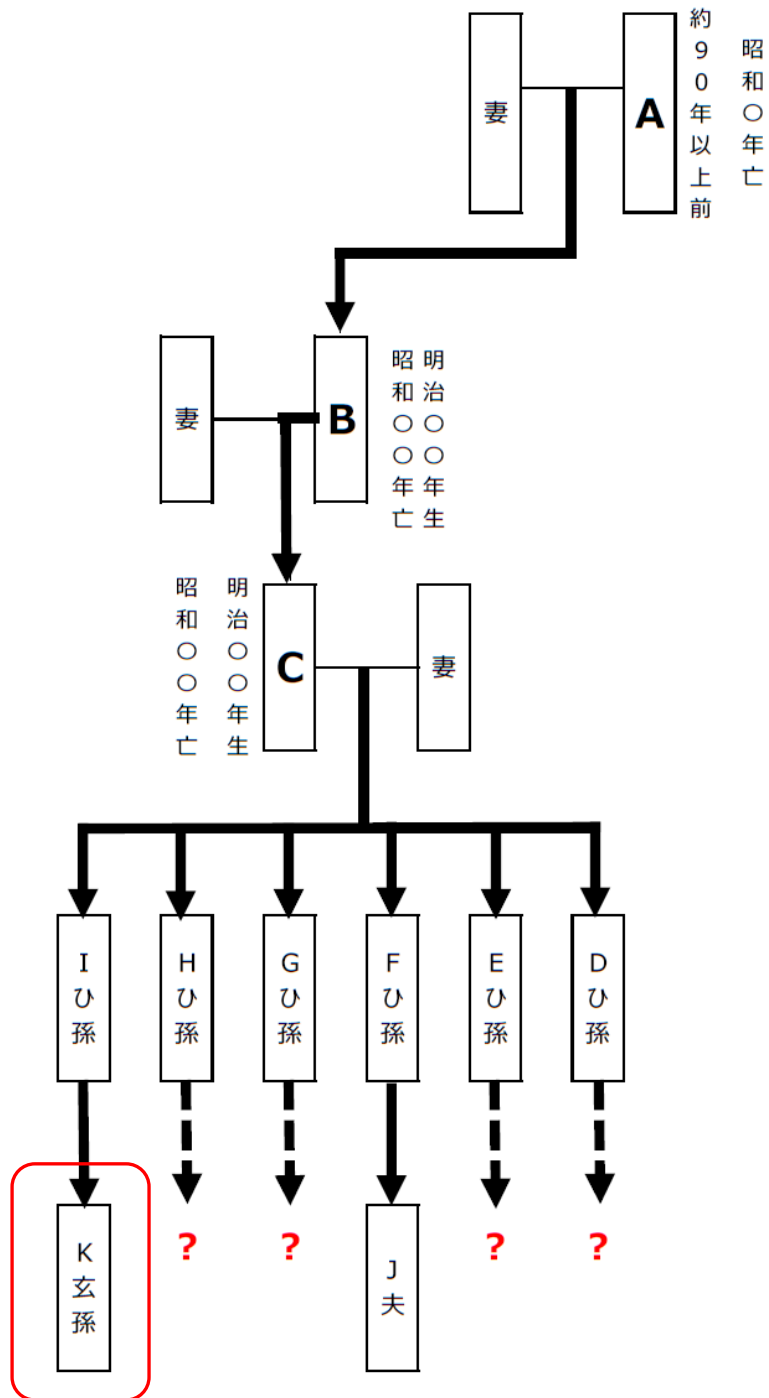 昭和〇年亡
約90年以上前
A
妻
明治〇〇年生
昭和〇〇年亡
B
妻
妻
C
明治〇〇年生
昭和〇〇年亡
Dひ孫
Eひ孫
Fひ孫
Gひ孫
Hひ孫
Iひ孫
?
?
J夫
?
?
K玄孫